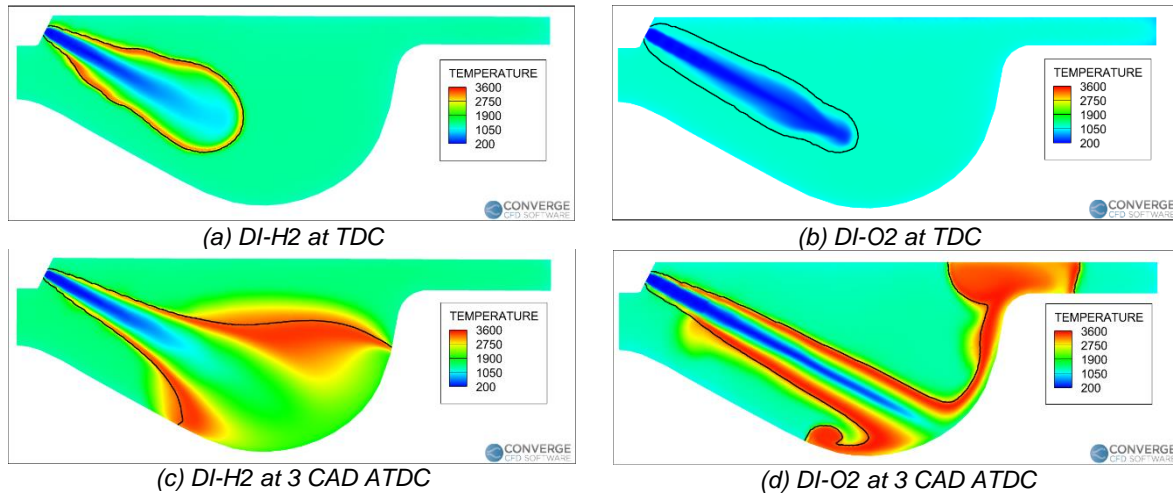 TEMPERATURE
3600
2750
1900
1050
200
CONVERGE
CFD SOFTWARE
(a) DI-H2 at TDC
TEMPERATURE
3600
2750
1900
1050
200
CONVERGE
CFD SOFTWARE
(b) DI-O2 at TDC
TEMPERATURE
3600
2750
1900
1050
200
CONVERGE
CFD SOFTWARE
(c) DI-H2 at 3 CAD ATDC
TEMPERATURE
3600
2750
1900
1050
200
CONVERGE
CFD SOFTWARE
(d) DI-O2 at 3 CAD ATDC